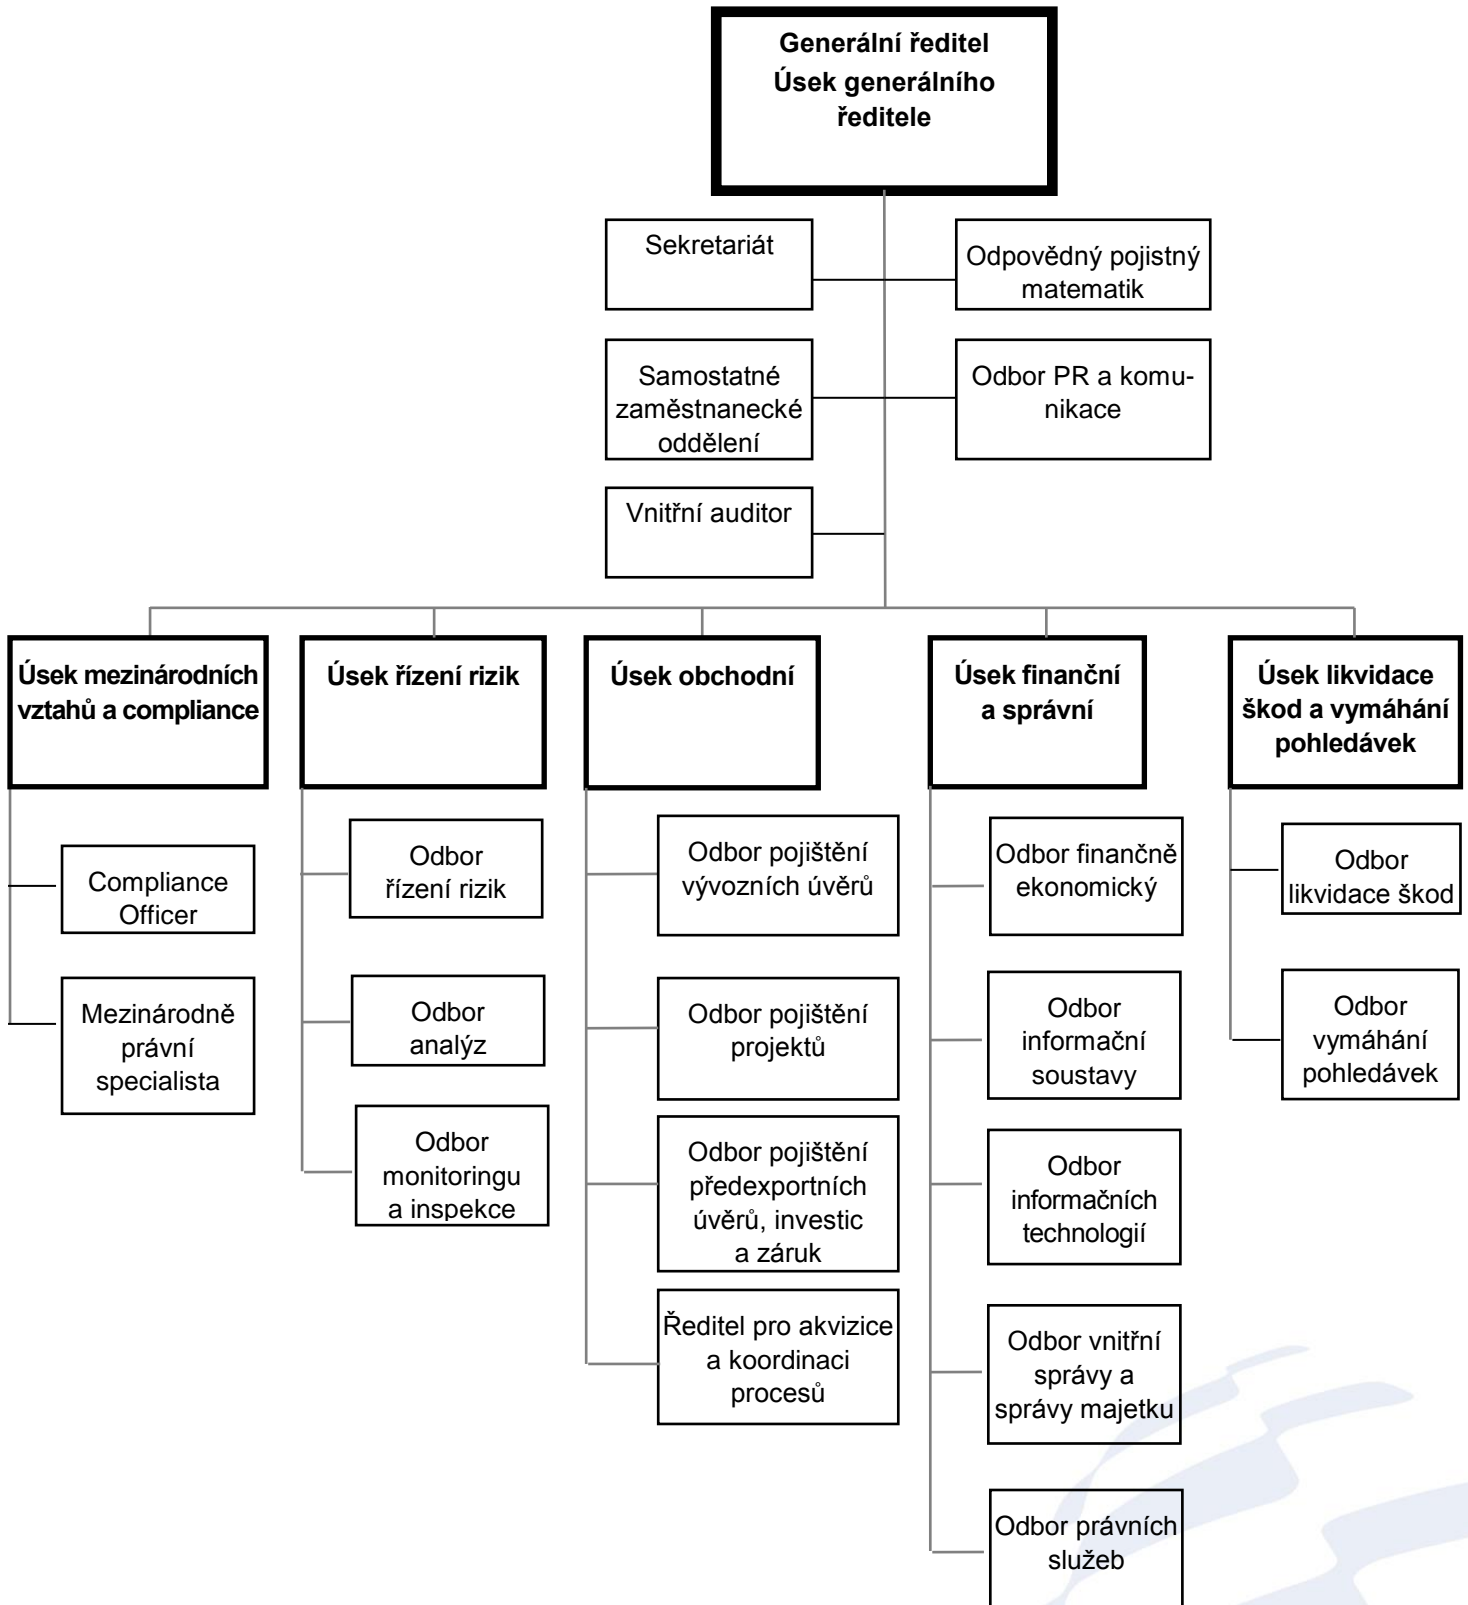 Generální ředitel
Úsek generálního
ředitele
Sekretariát
Odpovědný pojistný
matematik
Samostatné
zaměstnanecké
oddělení
Odbor PR a komu-
nikace
Vnitřní auditor
Úsek mezinárodních
vztahů a compliance
Úsek řízení rizik
Úsek obchodní
Úsek finanční
a správní
Úsek likvidace
škod a vymáhání
pohledávek
Compliance
Officer
Mezinárodně
právní
specialista
Odbor
řízení rizik
Odbor
analýz
Odbor
monitoringu
a inspekce
Odbor pojištění
vývozních úvěrů
Odbor pojištění
projektů
Odbor pojištění
předexportních
úvěrů, investic
a záruk
Ředitel pro akvizice
a koordinaci
procesů
Odbor finančně
ekonomický
Odbor
informační
soustavy
Odbor
informačních
technologií
Odbor vnitřní
správy a
správy majetku
Odbor právních
služeb
Odbor
likvidace škod
Odbor
vymáhání
pohledávek